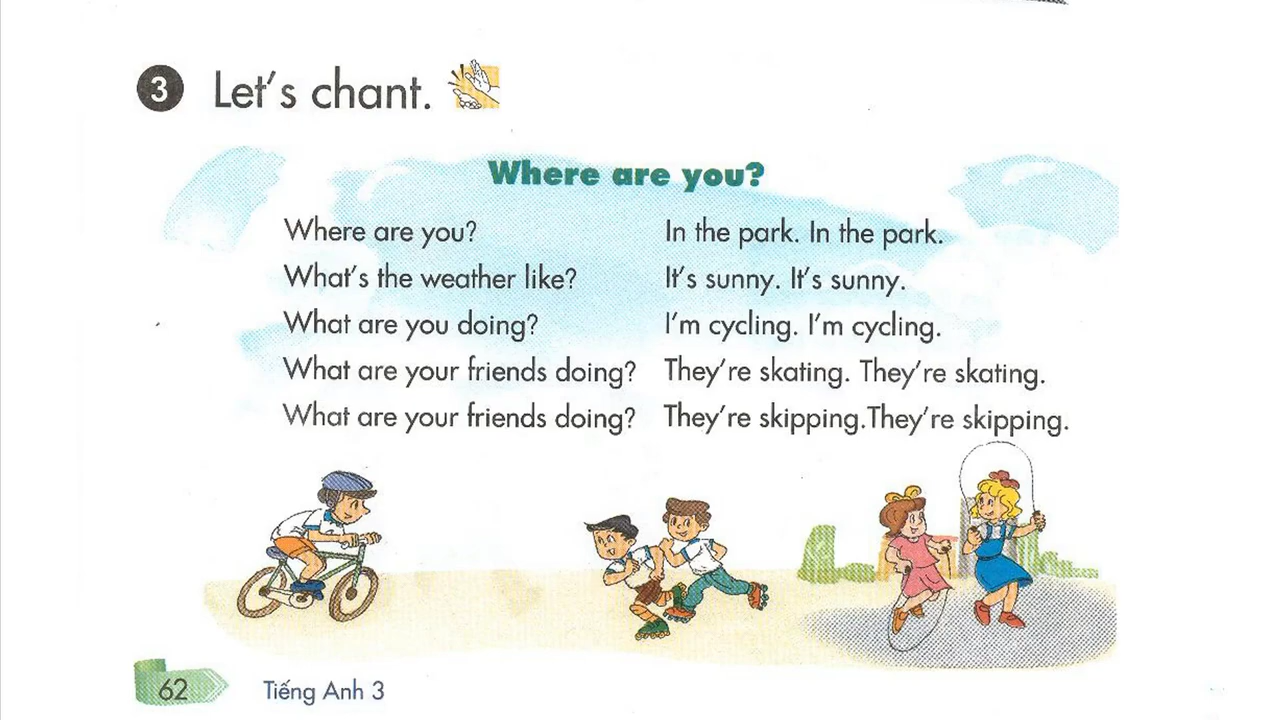 3 Let's chant.
Where are you?
Where are you? In the park. In the park.
What's the weather like? It's sunny. It's sunny.
What are you doing? I'm cycling. I'm cycling.
What are your friends doing? They're skating. They're skating.
What are your friends doing? They're skipping.They're skipping.
62 Tiếng Anh 3